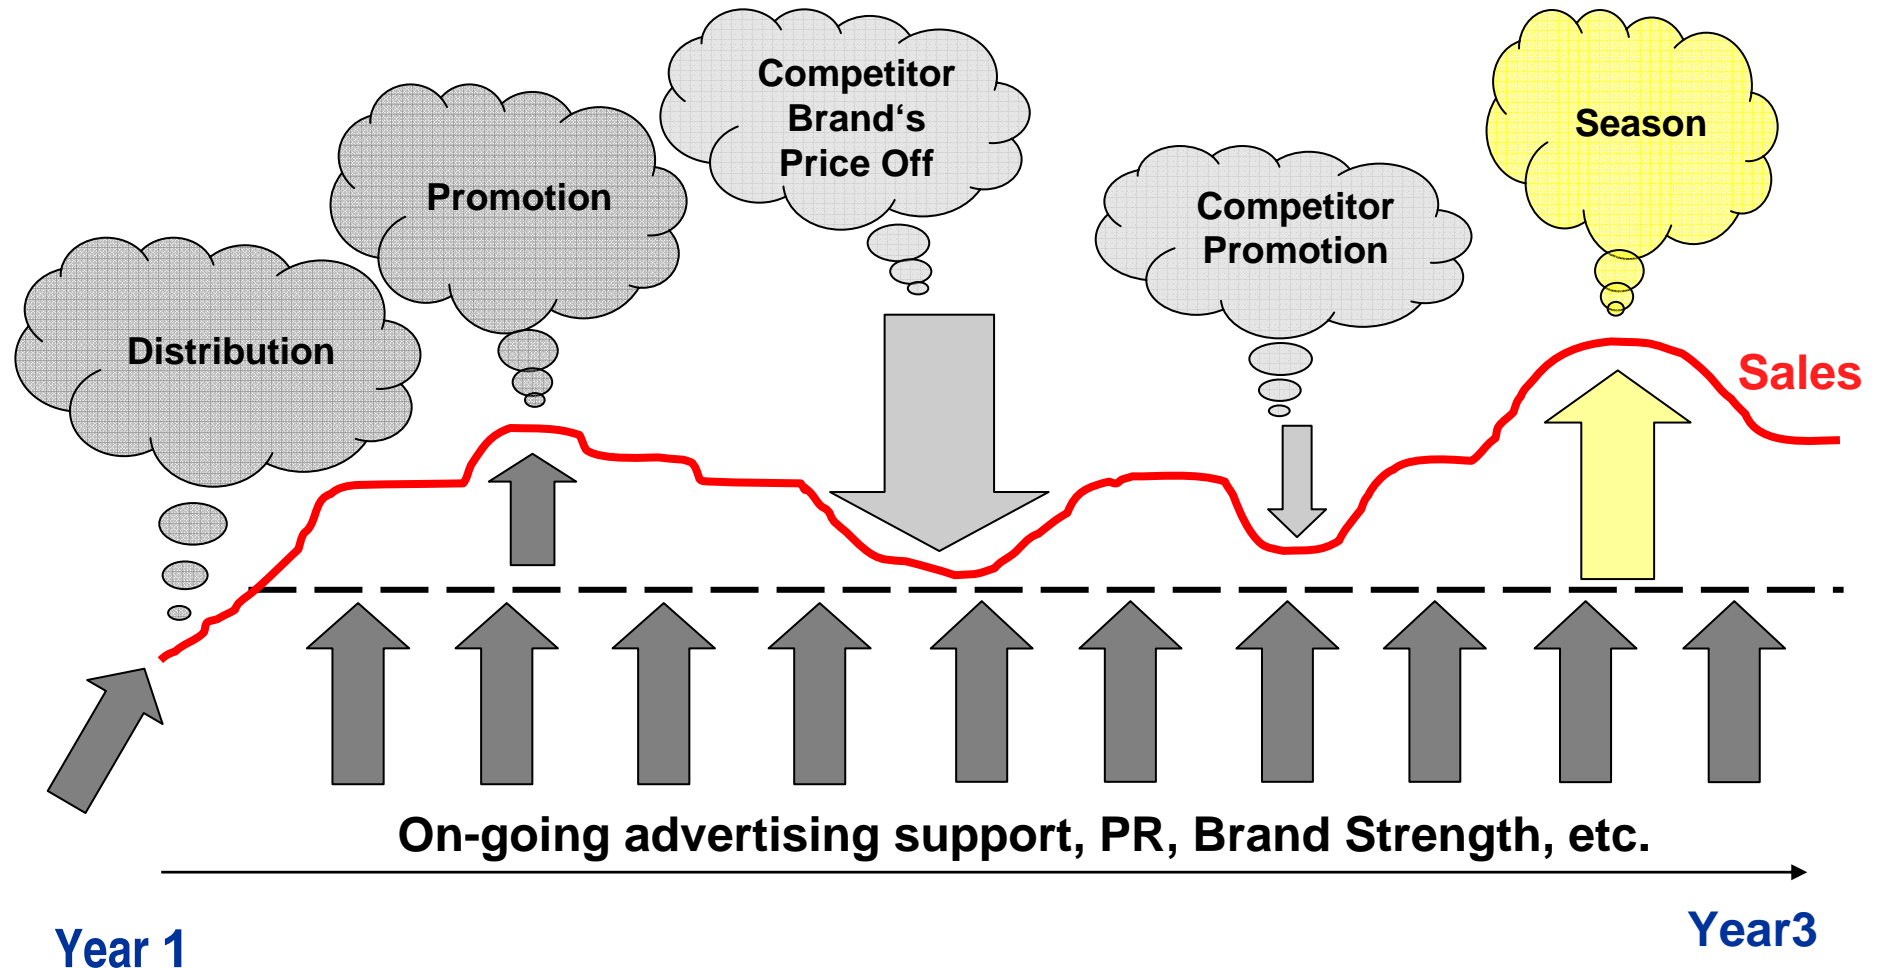 Competitor
Brand‘s
Price Off
Season
Promotion
Competitor
Promotion
Distribution
Sales
On-going advertising support, PR, Brand Strength, etc.
Year 1
Year3